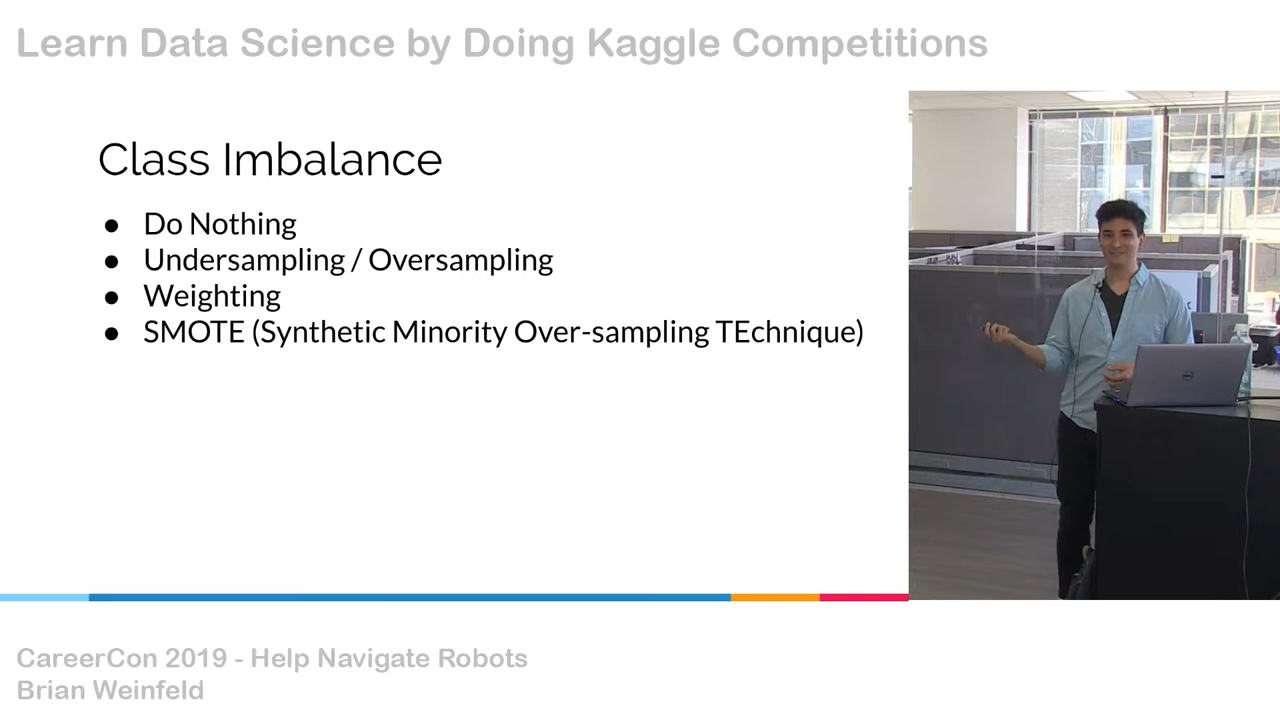 Learn Data Science by Doing Kaggle Competitions
Class Imbalance
● Do Nothing
● Undersampling / Oversampling
● Weighting
● SMOTE (Synthetic Minority Over-sampling TEchnique)
CareerCon 2019 - Help Navigate Robots
Brian Weinfeld